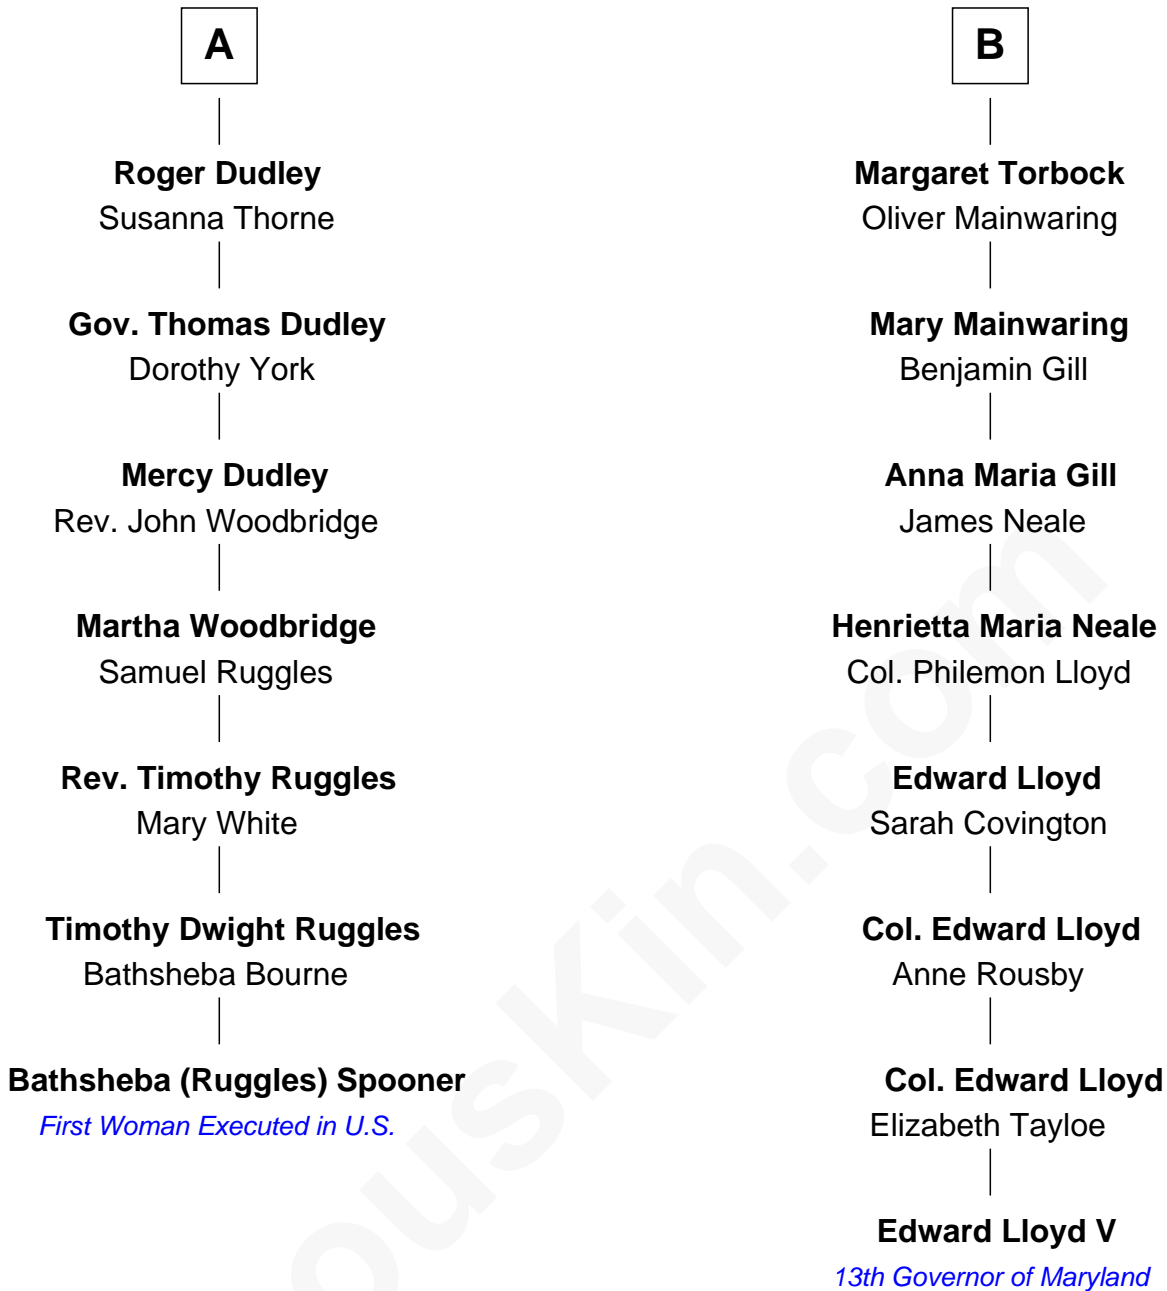 A
Roger Dudley
Susanna Thorne
Gov. Thomas Dudley
Dorothy York
Mercy Dudley
Rev. John Woodbridge
Martha Woodbridge
Samuel Ruggles
Rev. Timothy Ruggles
Mary White
Timothy Dwight Ruggles
Bathsheba Bourne
Bathsheba (Ruggles) Spooner
First Woman Executed in U.S.
B
Margaret Torbock
Oliver Mainwaring
Mary Mainwaring
Benjamin Gill
Anna Maria Gill
James Neale
Henrietta Maria Neale
Col. Philemon Lloyd
Edward Lloyd
Sarah Covington
Col. Edward Lloyd
Anne Rousby
Col. Edward Lloyd
Elizabeth Tayloe
Edward Lloyd V
13th Governor of Maryland
ousKin.com